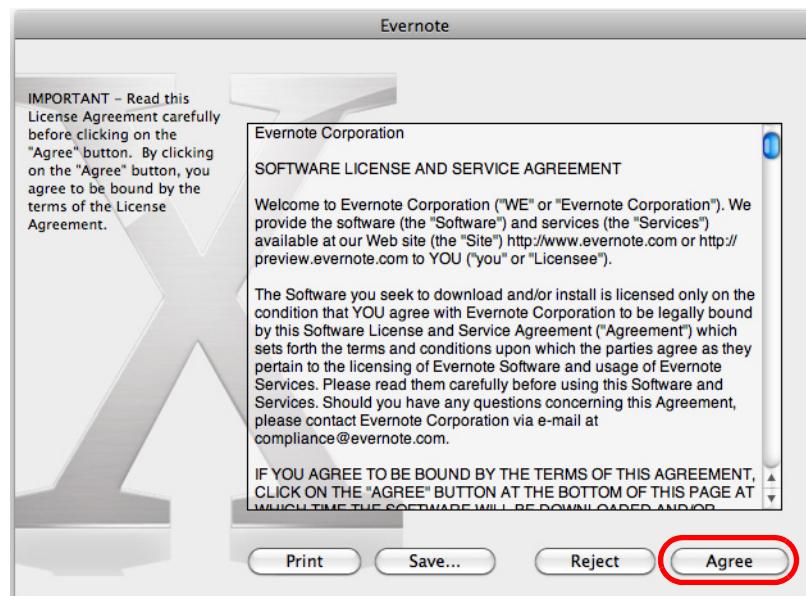 Evernote
IMPORTANT – Read this
License Agreement carefully
before clicking on the
"Agree" button.  By clicking
on the "Agree" button, you
agree to be bound by the
terms of the License
Agreement.
Evernote Corporation
SOFTWARE LICENSE AND SERVICE AGREEMENT
Welcome to Evernote Corporation ("WE" or "Evernote Corporation"). We
provide the software (the "Software") and services (the "Services")
available at our Web site (the "Site") http://www.evernote.com or http://
preview.evernote.com to YOU ("you" or "Licensee").
The Software you seek to download and/or install is licensed only on the
condition that YOU agree with Evernote Corporation to be legally bound
by this Software License and Service Agreement ("Agreement") which
sets forth the terms and conditions upon which the parties agree as they
pertain to the licensing of Evernote Software and usage of Evernote
Services. Please read them carefully before using this Software and
Services. Should you have any questions concerning this Agreement,
please contact Evernote Corporation via e-mail at
compliance@evernote.com.
IF YOU AGREE TO BE BOUND BY THE TERMS OF THIS AGREEMENT,
CLICK ON THE "AGREE" BUTTON AT THE BOTTOM OF THIS PAGE AT
WHICH TIME THE SOFTWARE WILL BE DOWNLOADED AND/OR
Print Save... Reject Agree